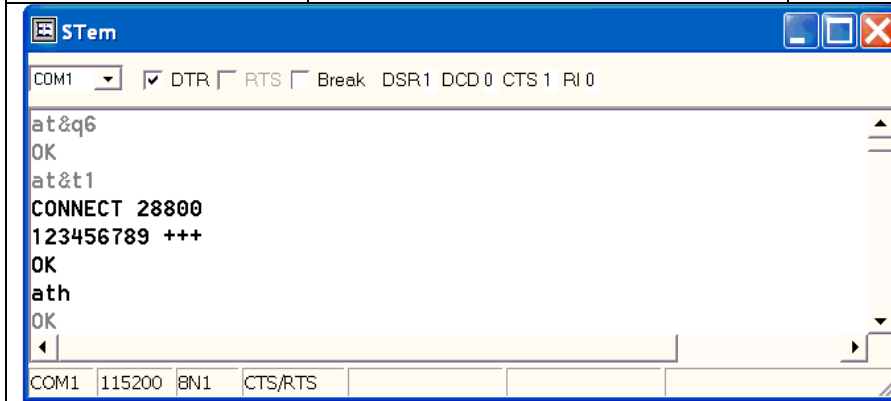 STem
COM1 DTR RTS Break DSR 1 DCD 0 CTS 1 RI 0
at&q6
OK
at&t1
CONNECT 28800
123456789 +++
OK
ath
OK
COM1 115200 8N1 CTS/RTS